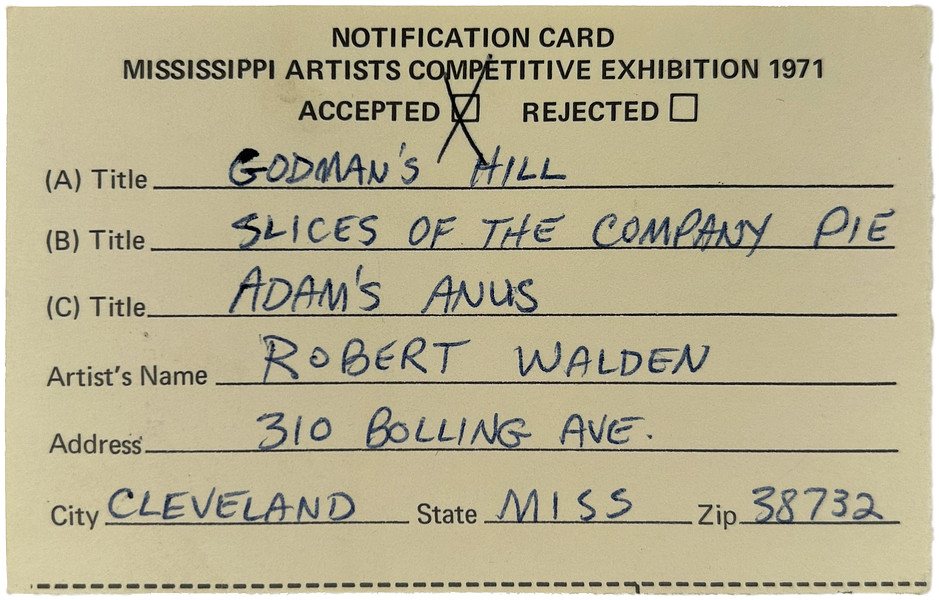 NOTIFICATION CARD
MISSISSIPPI ARTISTS COMPETITIVE EXHIBITION 1971
ACCEPTED ☒ REJECTED ☐
(A) Title GODMAN'S HILL
(B) Title SLICES OF THE COMPANY PIE
(C) Title ADAM'S ANUS
Artist's Name ROBERT WALDEN
Address 310 BOLLING AVE.
City CLEVELAND State MISS Zip 38732